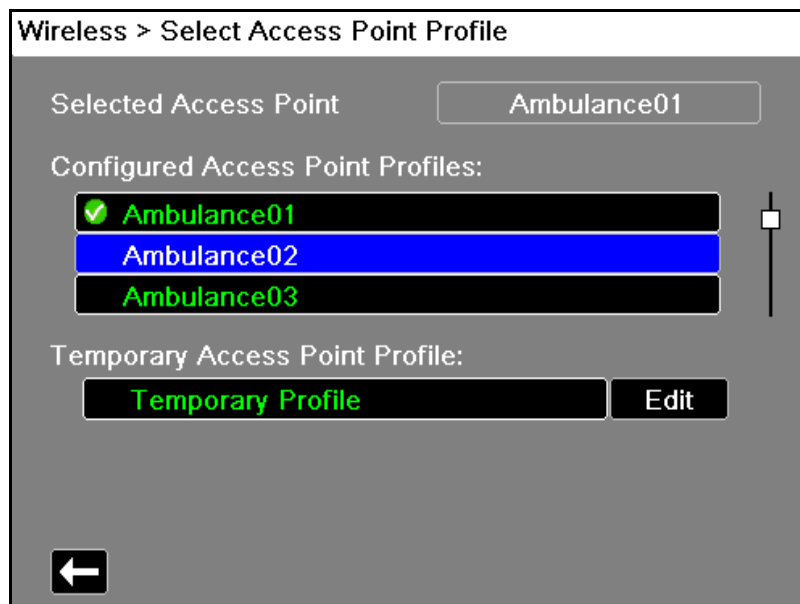 Wireless > Select Access Point Profile
Selected Access Point Ambulance01
Configured Access Point Profiles:
Ambulance01
Ambulance02
Ambulance03
Temporary Access Point Profile:
Temporary Profile Edit